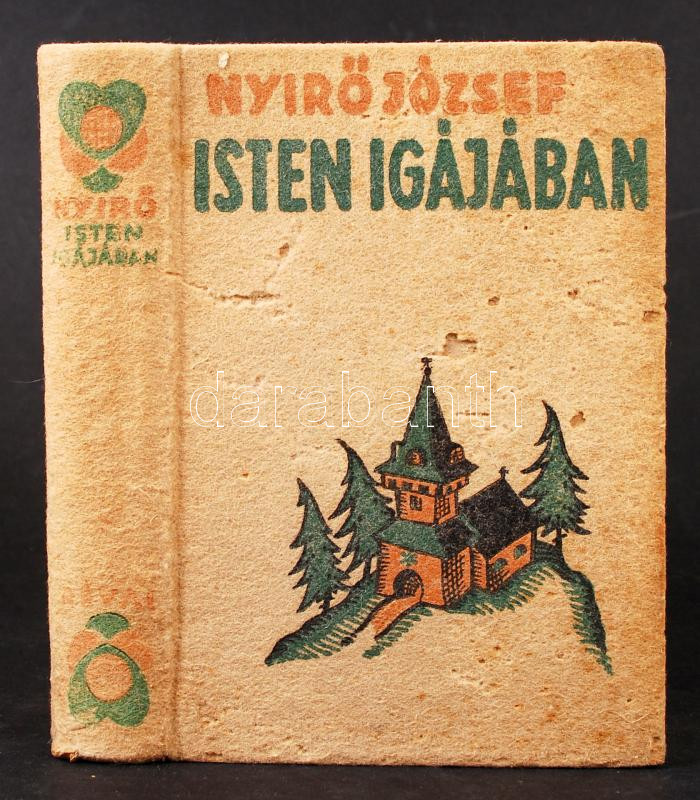 NYIRŐ JÓZSEF
ISTEN IGÁJÁBAN
NYIRŐ
ISTEN
IGÁJÁBAN
RÉVAI
darabanth